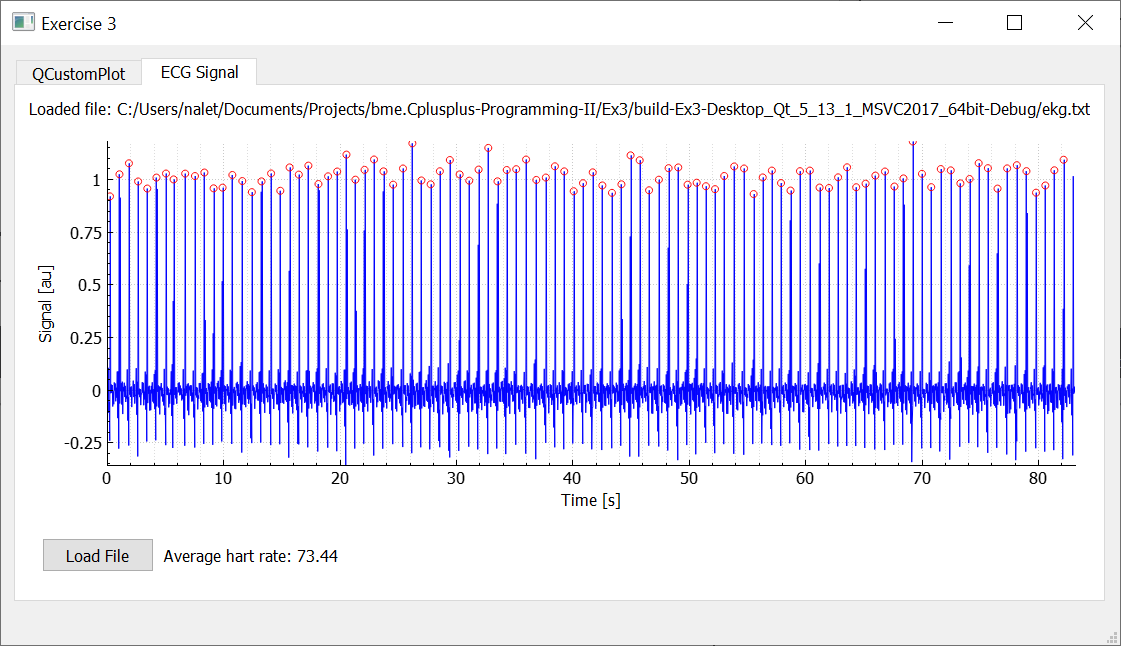 Exercise 3
QCustomPlot
ECG Signal
Loaded file: C:/Users/nalet/Documents/Projects/bme.Cplusplus-Programming-II/Ex3/build-Ex3-Desktop_Qt_5_13_1_MSVC2017_64bit-Debug/ekg.txt
1
0.75
0.5
0.25
0
-0.25
Signal [au]
0 10 20 30 40 50 60 70 80
Time [s]
Load File
Average hart rate: 73.44